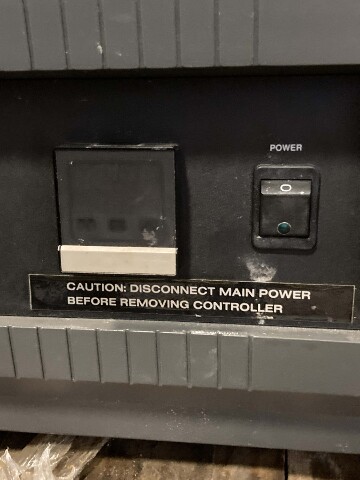 POWER
O
CAUTION: DISCONNECT MAIN POWER
BEFORE REMOVING CONTROLLER